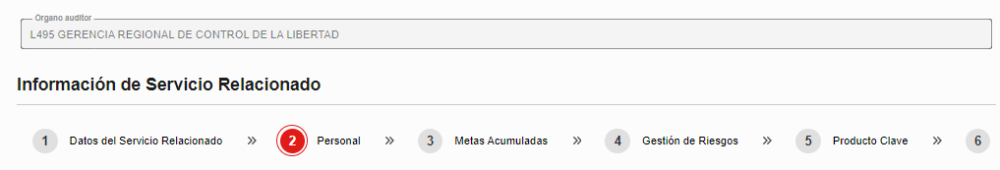 Órgano auditor
L495 GERENCIA REGIONAL DE CONTROL DE LA LIBERTAD
Información de Servicio Relacionado
1 Datos del Servicio Relacionado » 2 Personal » 3 Metas Acumuladas » 4 Gestión de Riesgos » 5 Producto Clave » 6